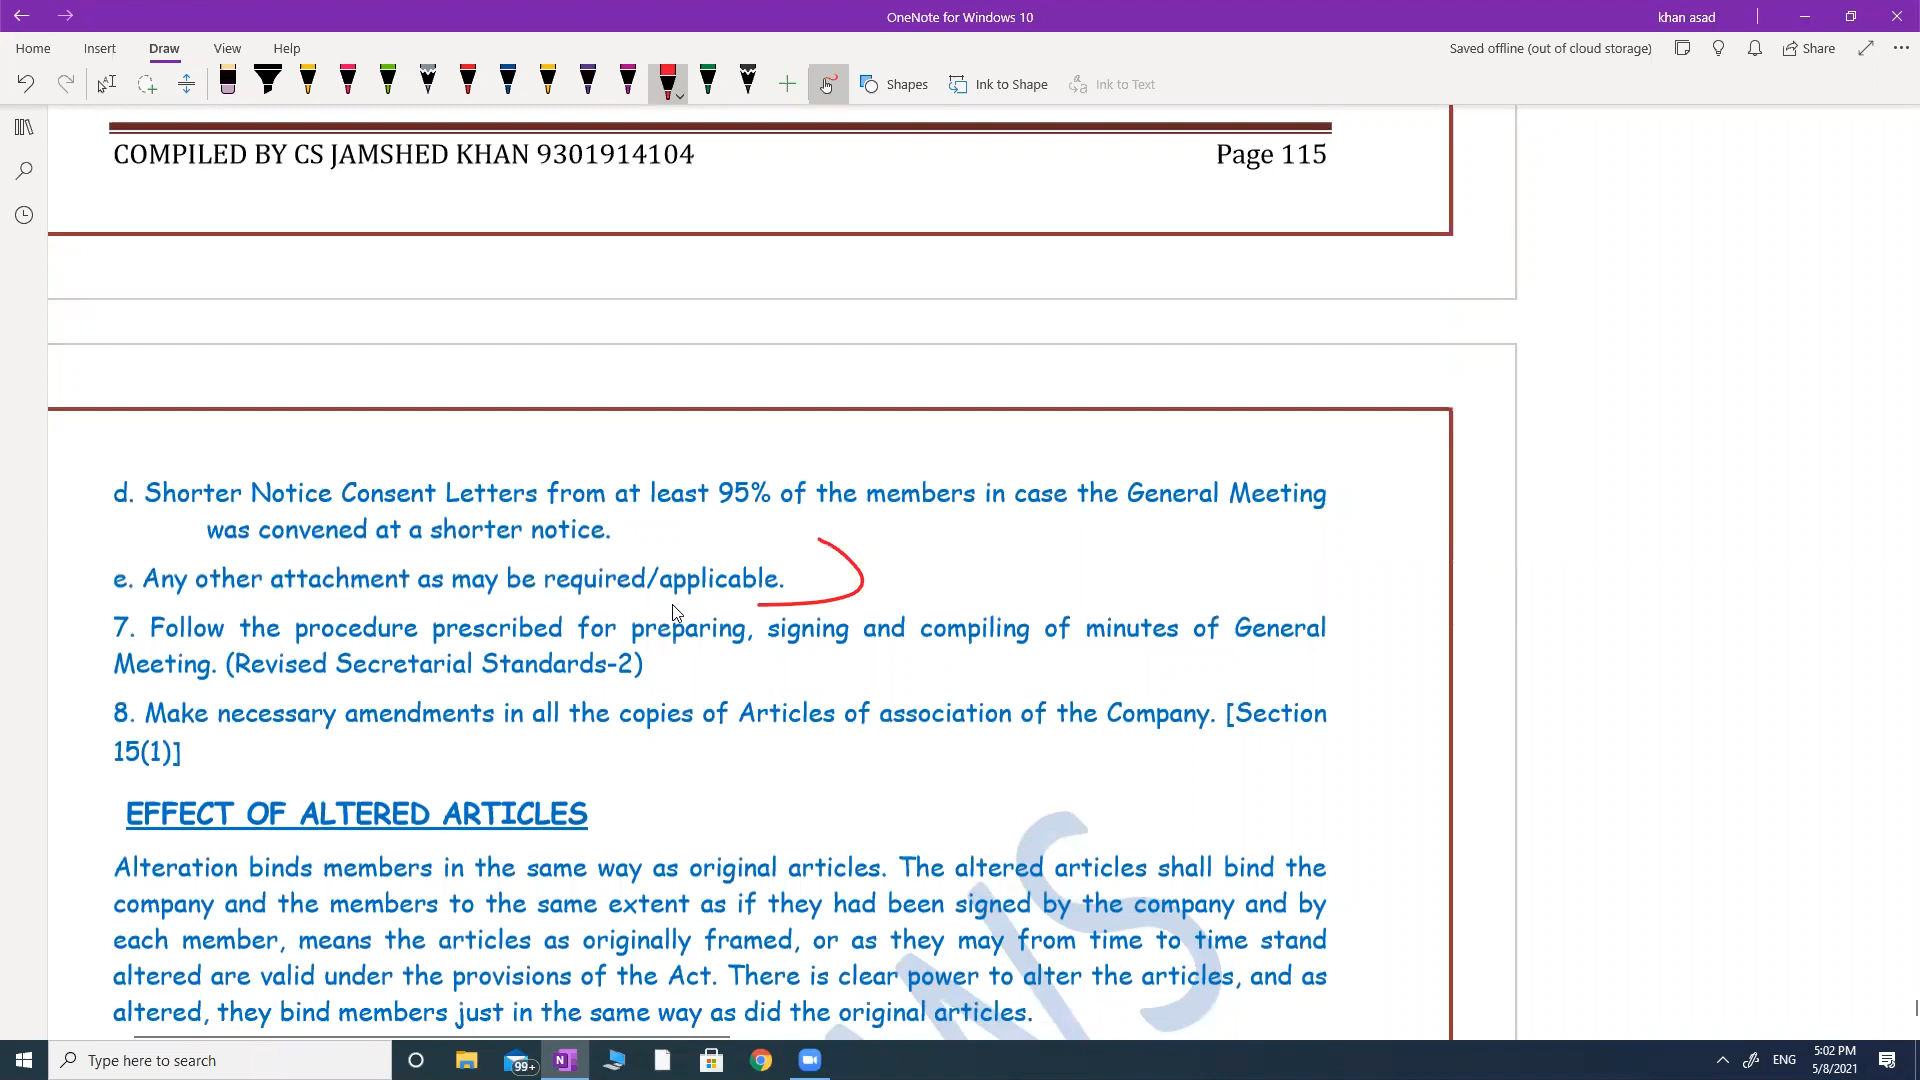 OneNote for Windows 10
khan asad
Home Insert Draw View Help
Saved offline (out of cloud storage)
Share
Shapes
Ink to Shape
Ink to Text
COMPILED BY CS JAMSHED KHAN 9301914104 Page 115
d. Shorter Notice Consent Letters from at least 95% of the members in case the General Meeting
was convened at a shorter notice.
e. Any other attachment as may be required/applicable.
7. Follow the procedure prescribed for preparing, signing and compiling of minutes of General
Meeting. (Revised Secretarial Standards-2)
8. Make necessary amendments in all the copies of Articles of association of the Company. [Section
15(1)]
EFFECT OF ALTERED ARTICLES
Alteration binds members in the same way as original articles. The altered articles shall bind the
company and the members to the same extent as if they had been signed by the company and by
each member, means the articles as originally framed, or as they may from time to time stand
altered are valid under the provisions of the Act. There is clear power to alter the articles, and as
altered, they bind members just in the same way as did the original articles.
Type here to search
99+
ENG
5:02 PM
5/8/2021